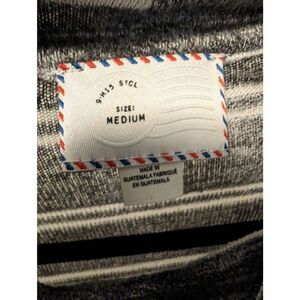 9-H15 STCL
SIZE:
MEDIUM
MADE IN
GUATEMALA FABRIQUÉ
EN GUATEMALA